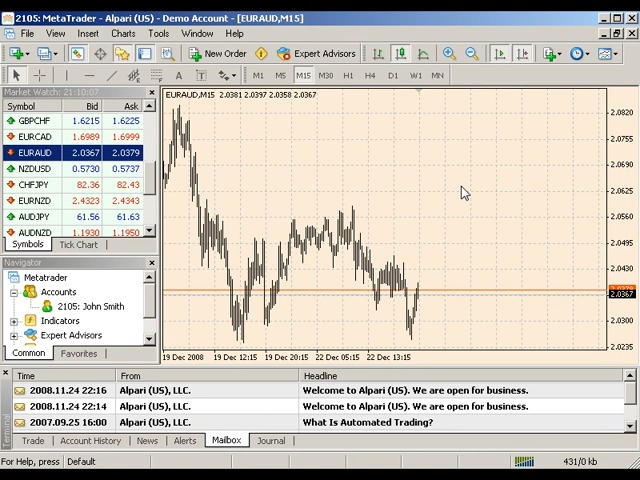 2105: MetaTrader - Alpari (US) - Demo Account - [EURAUD,M15]
File View Insert Charts Tools Window Help
New Order Expert Advisors
A T M1 M5 M15 M30 H1 H4 D1 W1 MN
Market Watch: 21:10:07
Symbol Bid Ask
GBPCHF 1.6215 1.6225
EURCAD 1.6989 1.6999
EURAUD 2.0367 2.0379
NZDUSD 0.5730 0.5737
CHFJPY 82.36 82.43
EURNZD 2.4323 2.4343
AUDJPY 61.56 61.63
AUDNZD 1.1930 1.1950
Symbols Tick Chart
Navigator
Metatrader
Accounts
2105: John Smith
Indicators
Expert Advisors
Common Favorites
EURAUD,M15 2.0381 2.0397 2.0358 2.0367
2.0820
2.0755
2.0690
2.0625
2.0560
2.0495
2.0430
2.0379
2.0367
2.0300
2.0235
19 Dec 2008 19 Dec 12:15 19 Dec 20:15 22 Dec 05:15 22 Dec 13:15
Time From Headline
2008.11.24 22:16 Alpari (US), LLC. Welcome to Alpari (US). We are open for business.
2008.11.24 22:14 Alpari (US), LLC. Welcome to Alpari (US). We are open for business.
2007.09.25 16:00 Alpari (US), LLC. What Is Automated Trading?
Terminal
Trade Account History News Alerts Mailbox Journal
For Help, press Default 431/0 kb